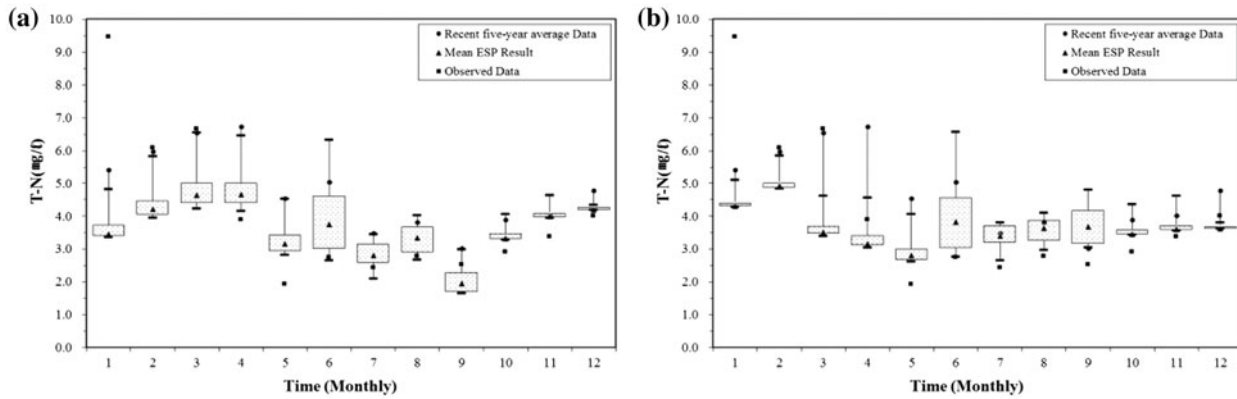 (a)
10.0
9.0
8.0
7.0
6.0
5.0
4.0
3.0
2.0
1.0
0.0
T-N(㎎/ℓ)
Recent five-year average Data
Mean ESP Result
Observed Data
1 2 3 4 5 6 7 8 9 10 11 12
Time (Monthly)
(b)
10.0
9.0
8.0
7.0
6.0
5.0
4.0
3.0
2.0
1.0
0.0
T-N(㎎/ℓ)
Recent five-year average Data
Mean ESP Result
Observed Data
1 2 3 4 5 6 7 8 9 10 11 12
Time (Monthly)